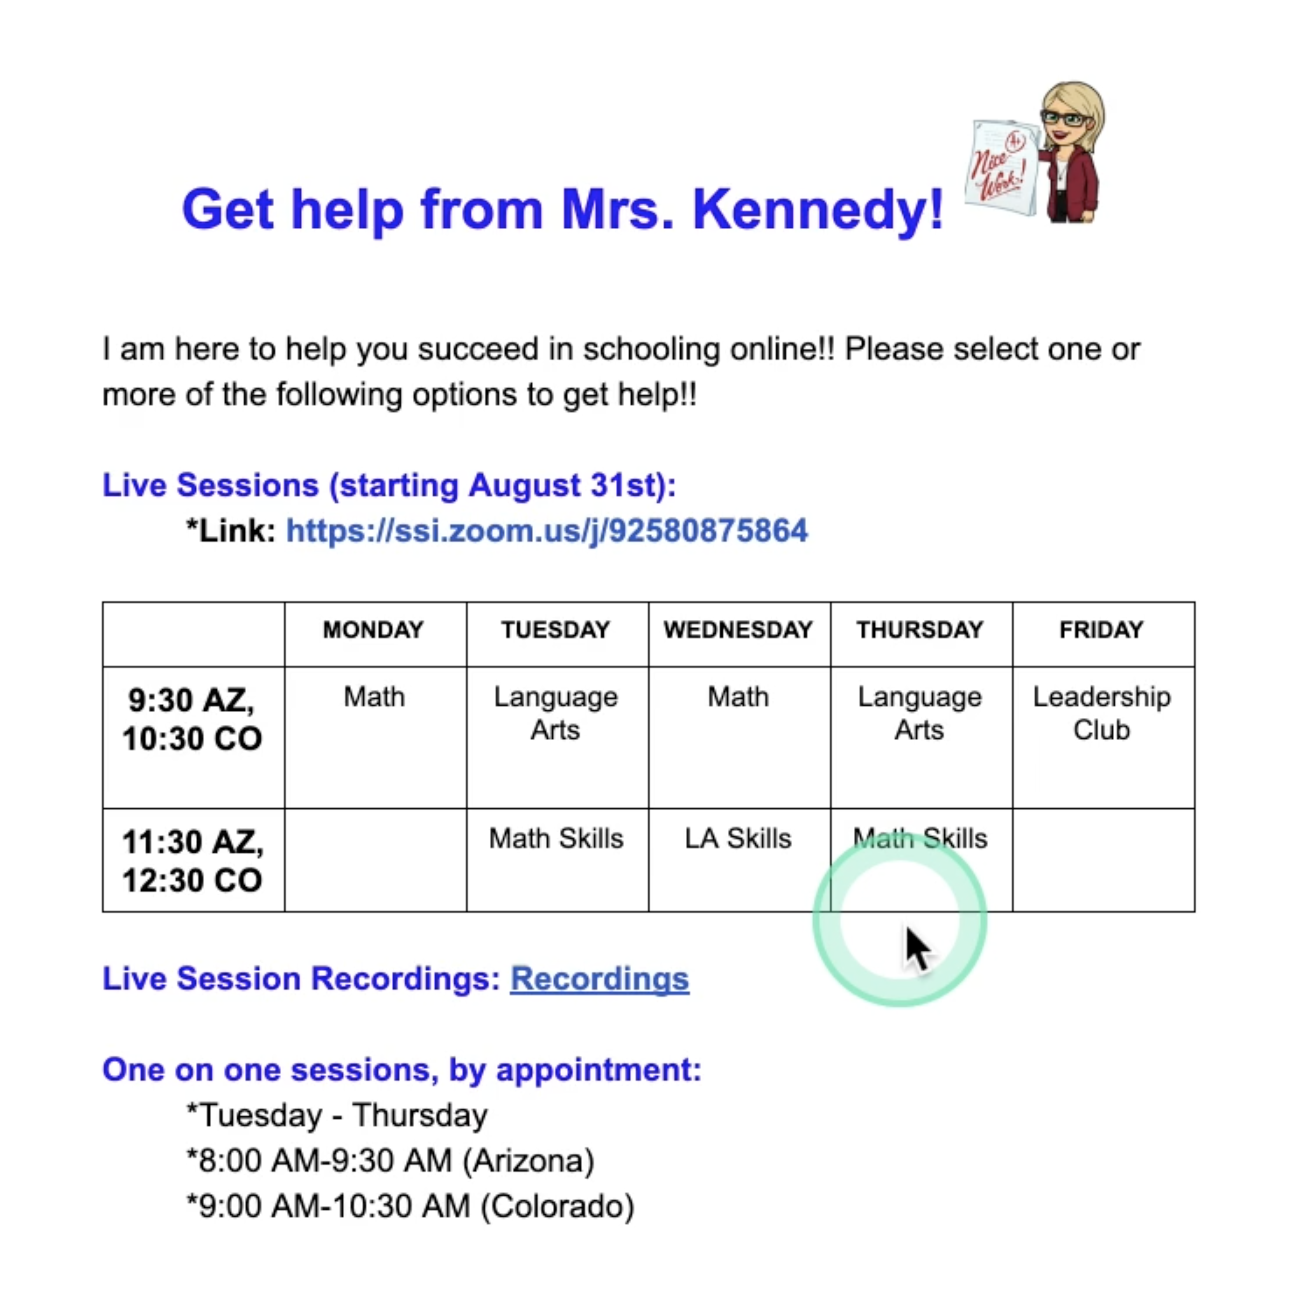 Nice
Work!
A+
Get help from Mrs. Kennedy!
I am here to help you succeed in schooling online!! Please select one or
more of the following options to get help!!
Live Sessions (starting August 31st):
*Link: https://ssi.zoom.us/j/92580875864
MONDAY TUESDAY WEDNESDAY THURSDAY FRIDAY
9:30 AZ, Math Language Math Language Leadership
10:30 CO Arts Arts Club
11:30 AZ, Math Skills LA Skills Math Skills
12:30 CO
Live Session Recordings: Recordings
One on one sessions, by appointment:
*Tuesday - Thursday
*8:00 AM-9:30 AM (Arizona)
*9:00 AM-10:30 AM (Colorado)